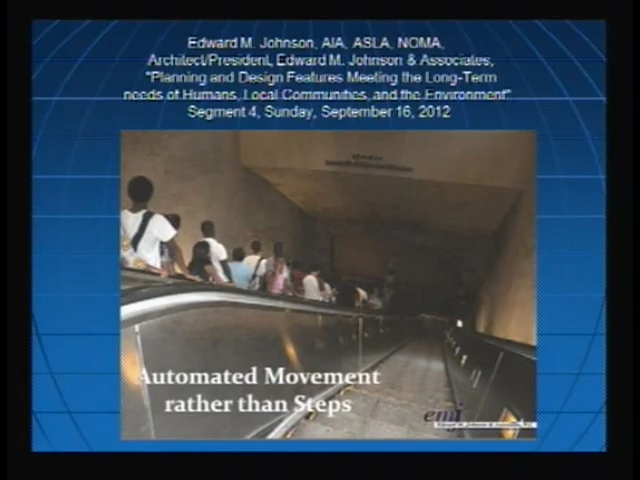 Edward M. Johnson, AIA, ASLA, NOMA,
Architect/President, Edward M. Johnson & Associates,
"Planning and Design Features Meeting the Long-Term
needs of Humans, Local Communities, and the Environment"
Segment 4, Sunday, September 16, 2012
Automated Movement
rather than Steps
emj